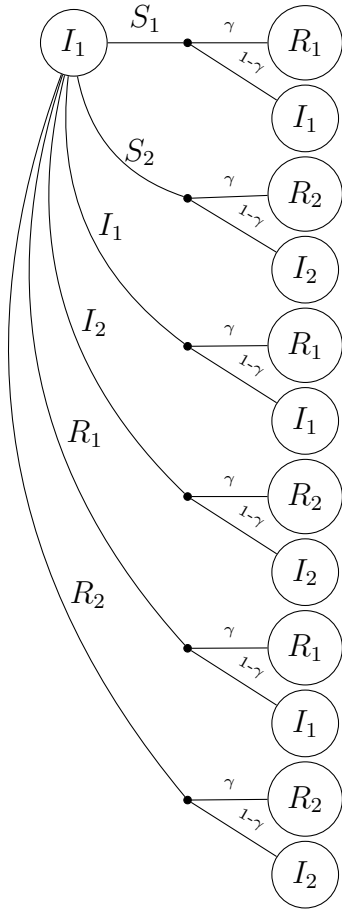 I₁ S₁ γ R₁
1-γ I₁
S₂ γ R₂
1-γ I₂
I₁ γ R₁
1-γ I₁
I₂ γ R₂
1-γ I₂
R₁ γ R₁
1-γ I₁
R₂ γ R₂
1-γ I₂